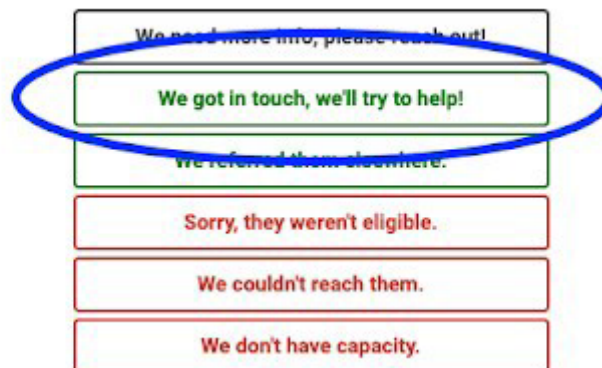 We need more info, please reach out!
We got in touch, we'll try to help!
We referred them elsewhere.
Sorry, they weren't eligible.
We couldn't reach them.
We don't have capacity.